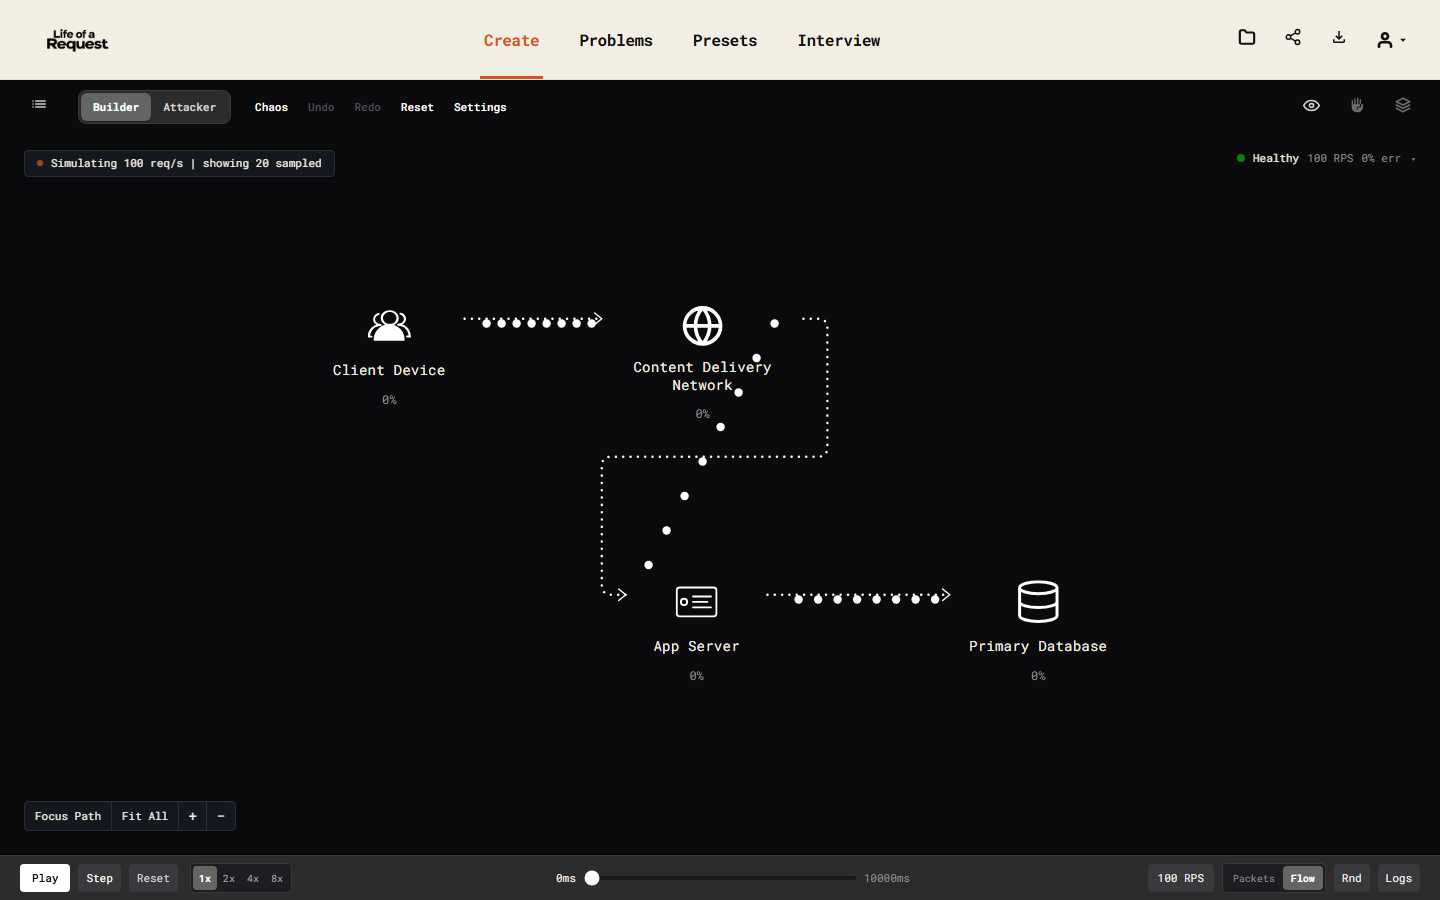 Life of a
Request
Create
Problems
Presets
Interview
Builder
Attacker
Chaos
Undo
Redo
Reset
Settings
Simulating 100 req/s | showing 20 sampled
Healthy 100 RPS 0% err
Client Device
0%
Content Delivery
Network
0%
App Server
0%
Primary Database
0%
Focus Path
Fit All
+
−
Play
Step
Reset
1x
2x
4x
8x
0ms
10000ms
100 RPS
Packets
Flow
Rnd
Logs